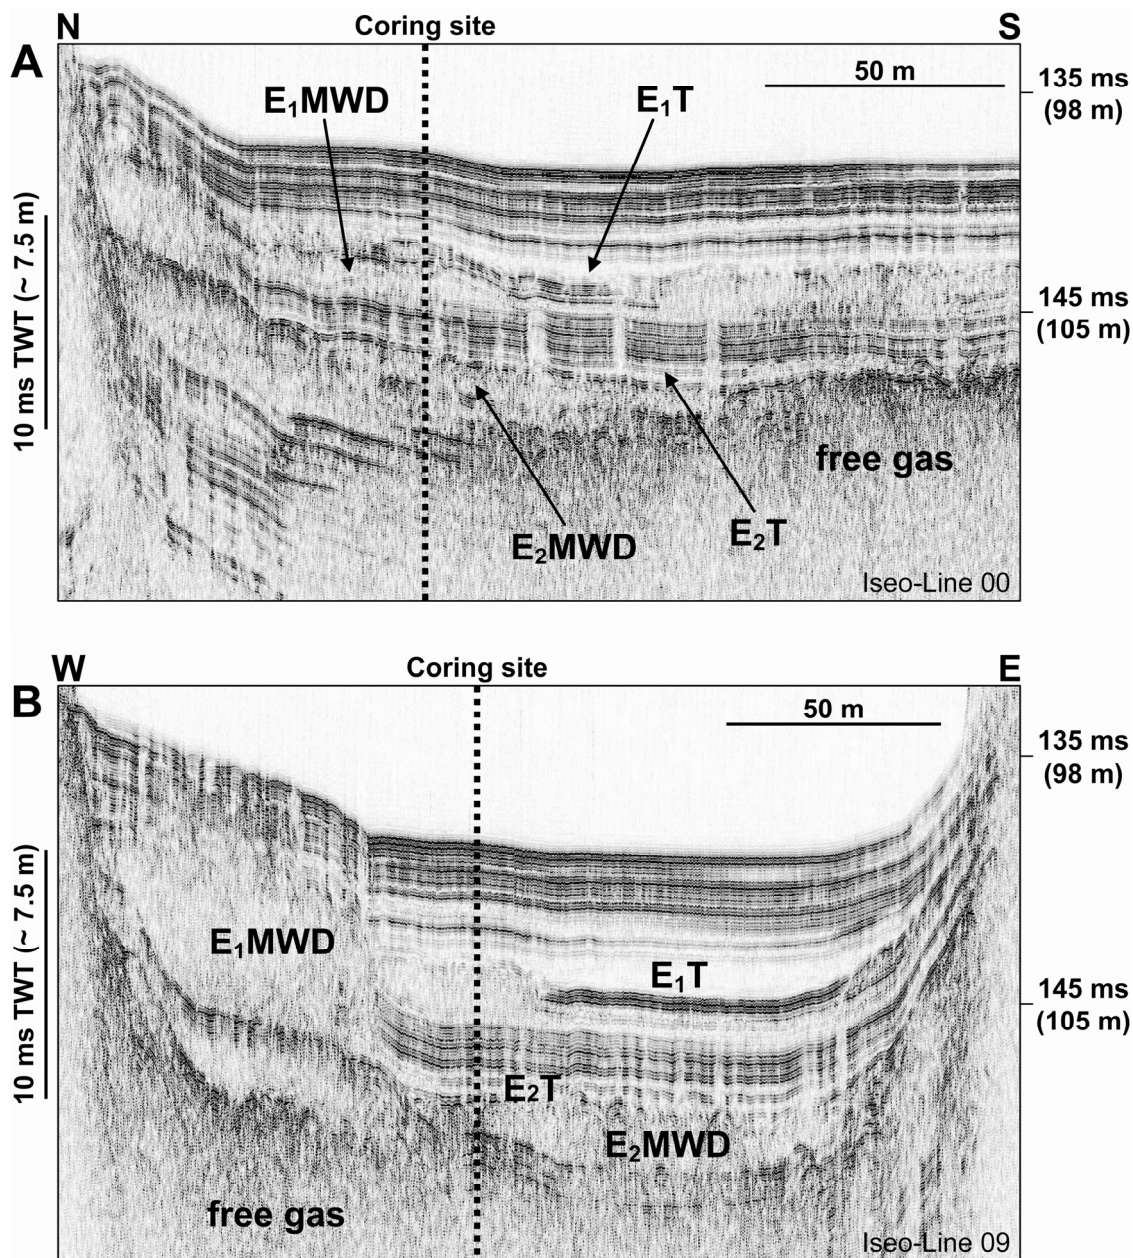 N
Coring site
S
A
50 m
135 ms
(98 m)
E₁MWD
E₁T
10 ms TWT (~ 7.5 m)
145 ms
(105 m)
free gas
E₂MWD
E₂T
Iseo-Line 00
W
Coring site
E
B
50 m
135 ms
(98 m)
E₁MWD
E₁T
10 ms TWT (~ 7.5 m)
145 ms
(105 m)
E₂T
E₂MWD
free gas
Iseo-Line 09